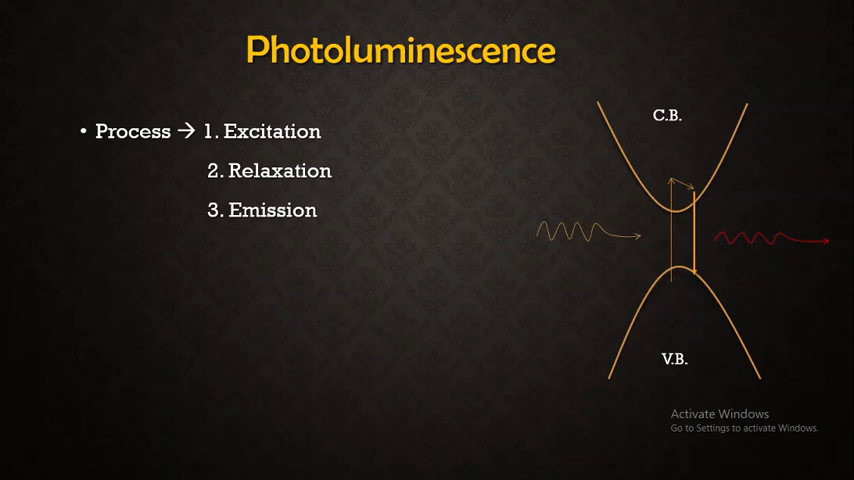 Photoluminescence
• Process → 1. Excitation
2. Relaxation
3. Emission
C.B.
V.B.
Activate Windows
Go to Settings to activate Windows.